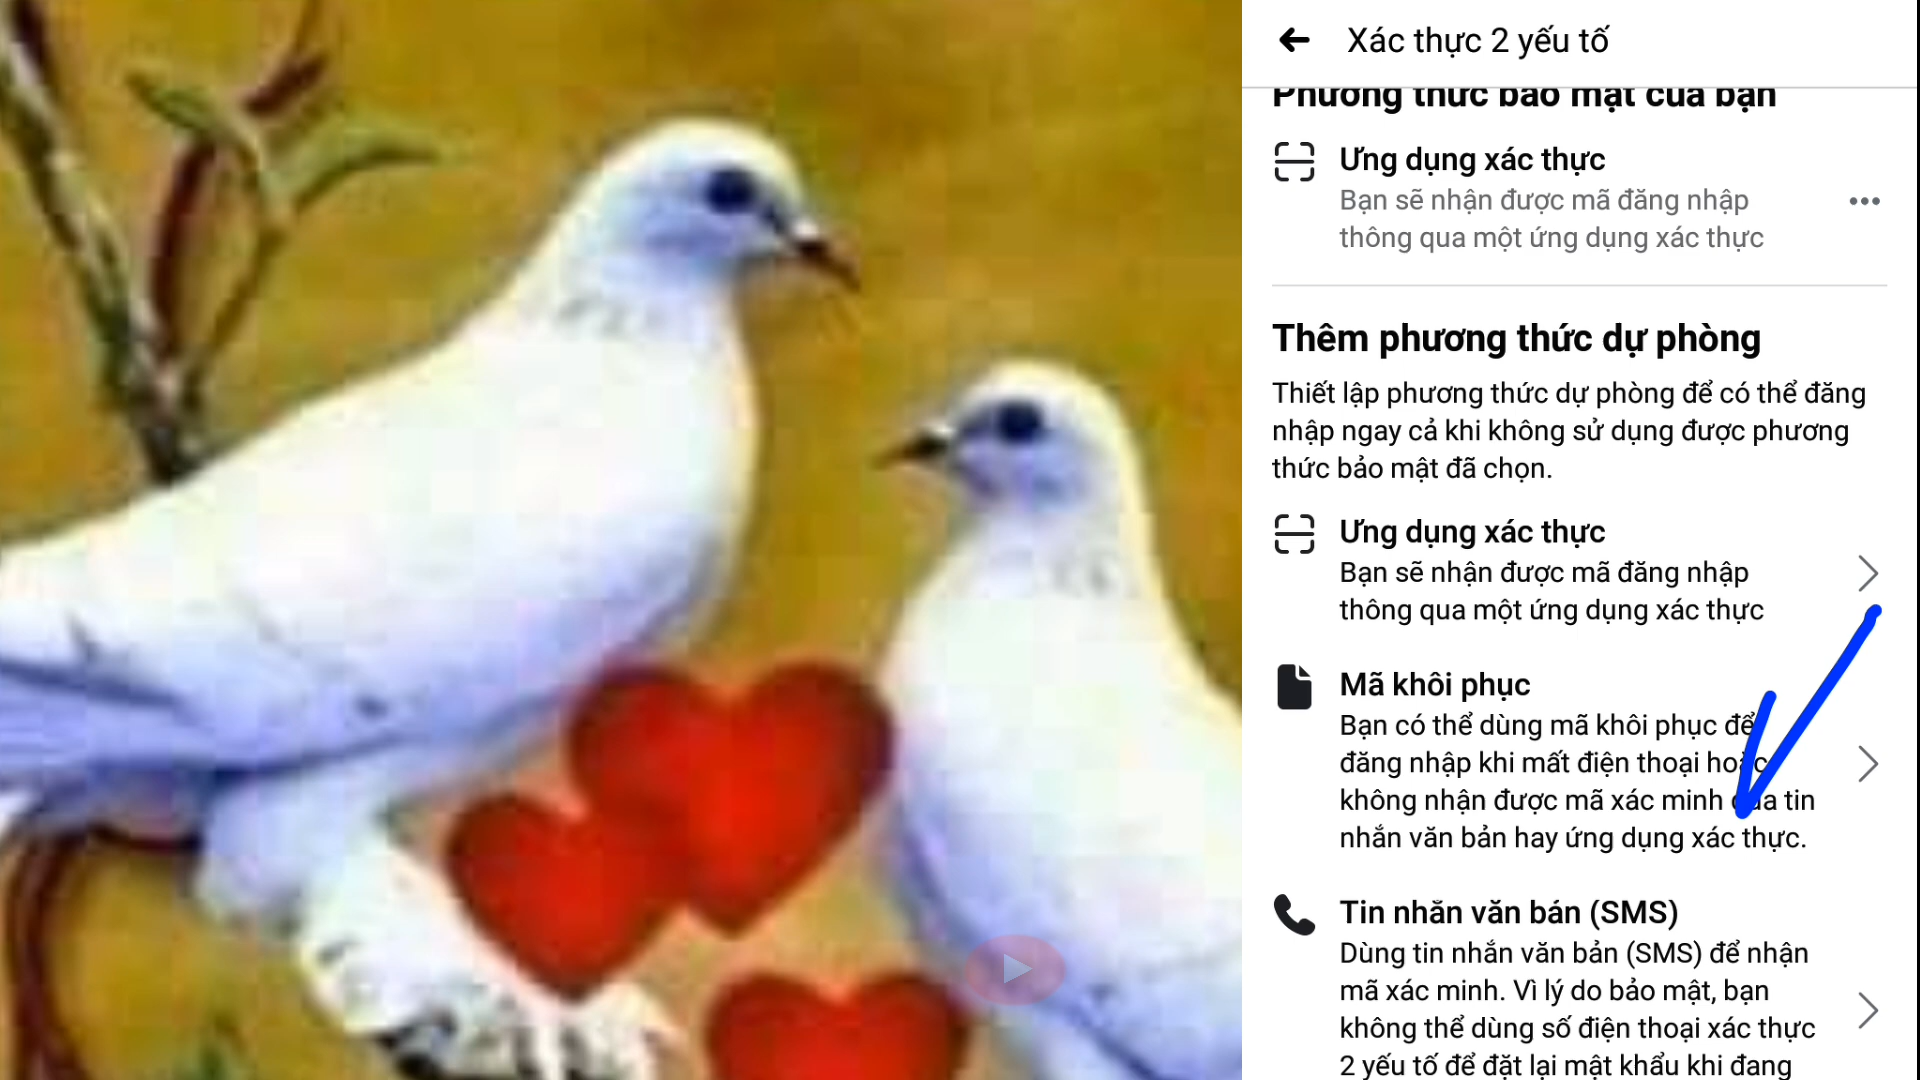 Xác thực 2 yếu tố
Phương thức bảo mật của bạn
Ứng dụng xác thực
Bạn sẽ nhận được mã đăng nhập
thông qua một ứng dụng xác thực
Thêm phương thức dự phòng
Thiết lập phương thức dự phòng để có thể đăng
nhập ngay cả khi không sử dụng được phương
thức bảo mật đã chọn.
Ứng dụng xác thực
Bạn sẽ nhận được mã đăng nhập
thông qua một ứng dụng xác thực
Mã khôi phục
Bạn có thể dùng mã khôi phục để
đăng nhập khi mất điện thoại hoặc
không nhận được mã xác minh qua tin
nhắn văn bản hay ứng dụng xác thực.
Tin nhắn văn bản (SMS)
Dùng tin nhắn văn bản (SMS) để nhận
mã xác minh. Vì lý do bảo mật, bạn
không thể dùng số điện thoại xác thực
2 yếu tố để đặt lại mật khẩu khi đang